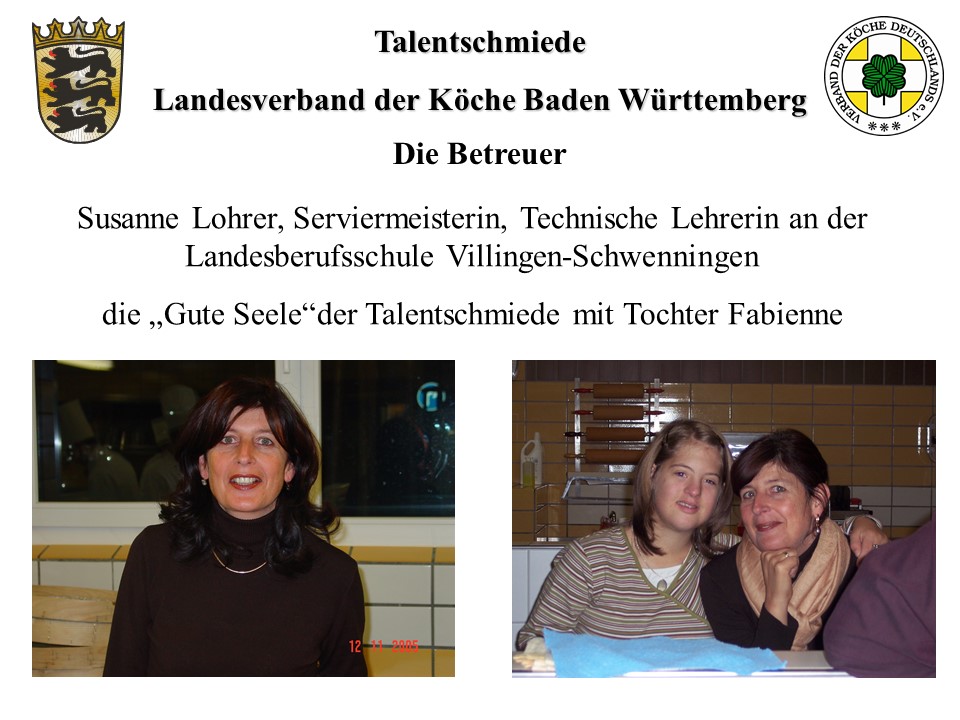 Talentschmiede
Landesverband der Köche Baden Württemberg
VERBAND DER KÖCHE DEUTSCHLANDS e.V.
Die Betreuer
Susanne Lohrer, Serviermeisterin, Technische Lehrerin an der
Landesberufsschule Villingen-Schwenningen
die „Gute Seele“der Talentschmiede mit Tochter Fabienne
12 11 2005